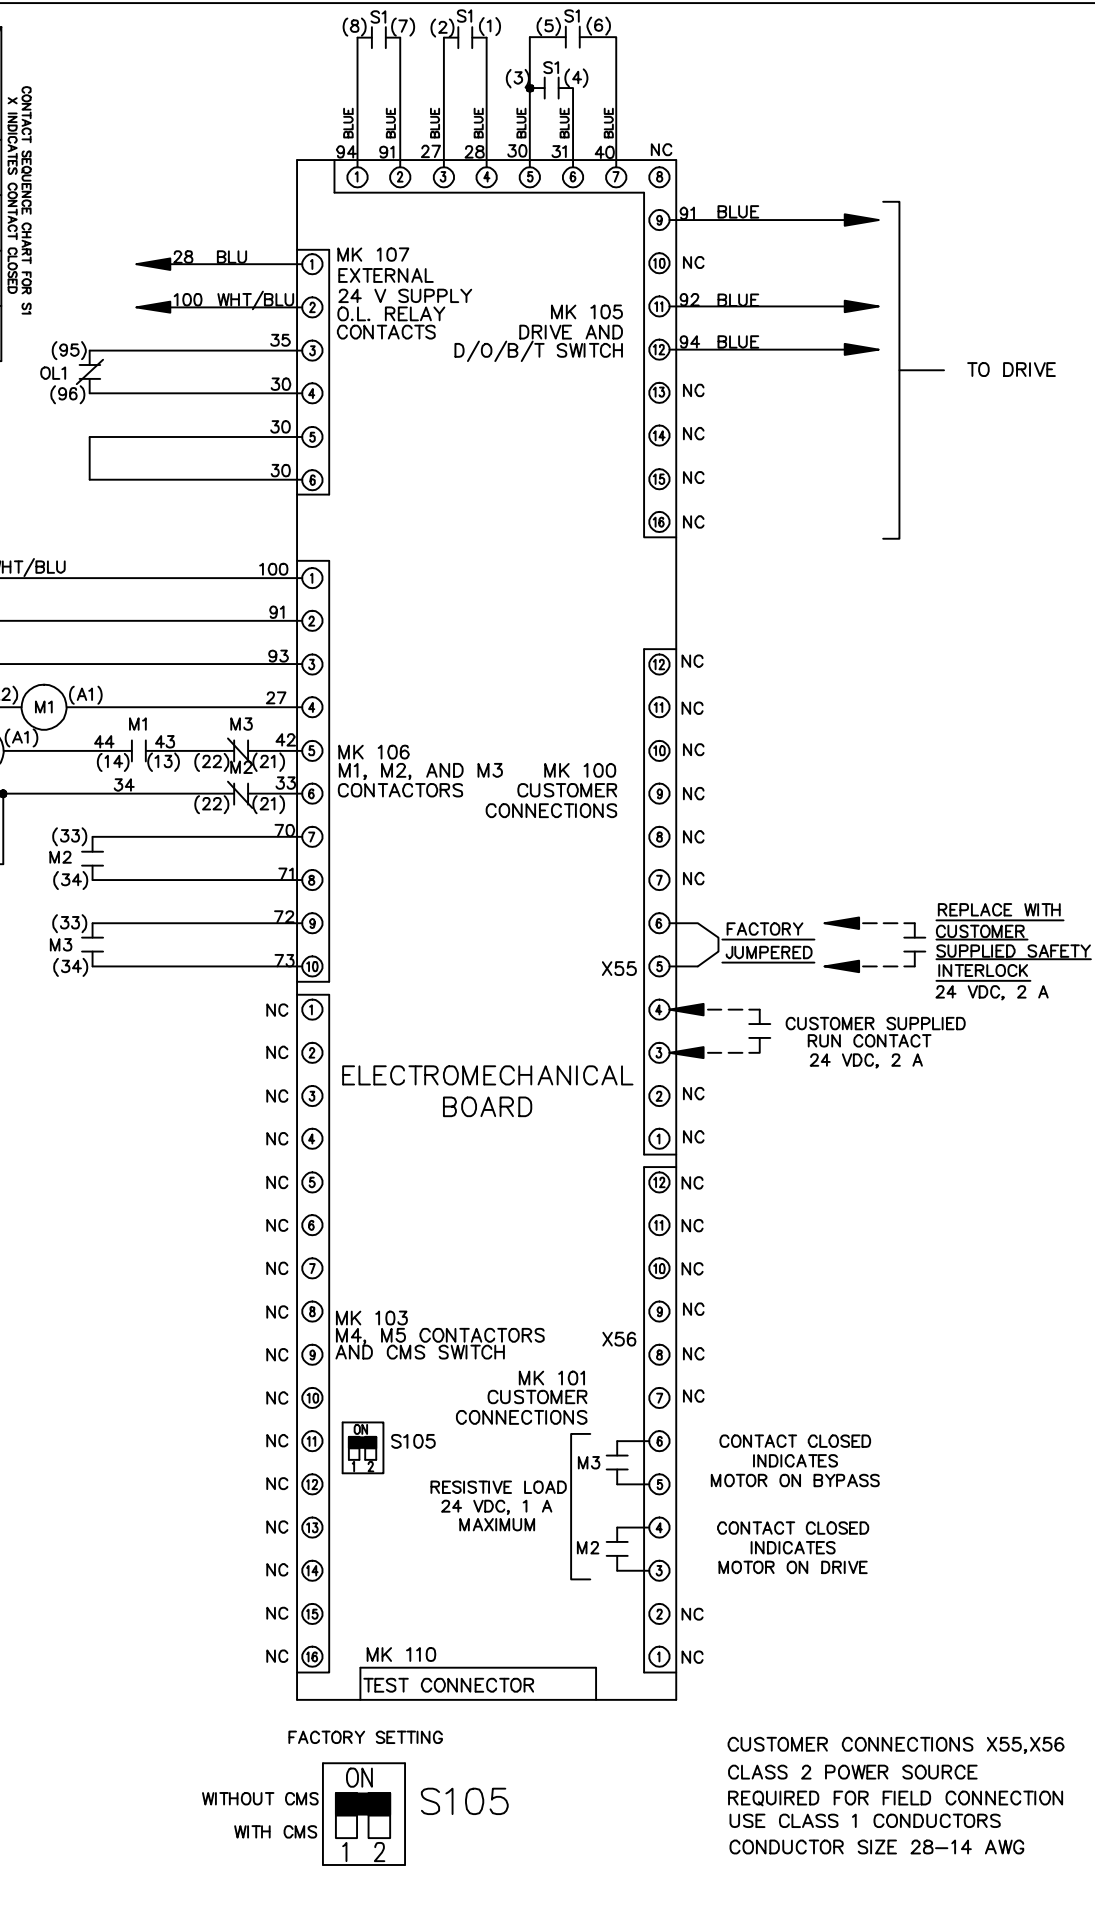 (8) S1 (7) (2) S1 (1) (5) S1 (6)
(3) S1 (4)
BLUE BLUE BLUE BLUE BLUE BLUE BLUE
94 91 27 28 30 31 40 NC
1 2 3 4 5 6 7 8
CONTACT SEQUENCE CHART FOR S1
X INDICATES CONTACT CLOSED
9 91 BLUE
10 NC
11 92 BLUE
12 94 BLUE
13 NC
14 NC
15 NC
16 NC
TO DRIVE
MK 105
DRIVE AND
D/O/B/T SWITCH
28 BLU 1
100 WHT/BLU 2
(95) 35 3
OL1
(96) 30 4
30 5
30 6
MK 107
EXTERNAL
24 V SUPPLY
O.L. RELAY
CONTACTS
HT/BLU 100 1
91 2
93 3
2) M1 (A1) 27 4
(A1) 44 M1 43 M3 42 5
(14) (13) (22) (21)
34 M2 33 6
(22) (21)
(33) 70 7
M2
(34) 71 8
(33) 72 9
M3
(34) 73 10
MK 106
M1, M2, AND M3
CONTACTORS
MK 100
CUSTOMER
CONNECTIONS
12 NC
11 NC
10 NC
9 NC
8 NC
7 NC
6
X55 5
FACTORY
JUMPERED
REPLACE WITH
CUSTOMER
SUPPLIED SAFETY
INTERLOCK
24 VDC, 2 A
4
3
CUSTOMER SUPPLIED
RUN CONTACT
24 VDC, 2 A
2 NC
1 NC
ELECTROMECHANICAL
BOARD
NC 1
NC 2
NC 3
NC 4
NC 5
NC 6
NC 7
NC 8
NC 9
NC 10
NC 11
NC 12
NC 13
NC 14
NC 15
NC 16
MK 103
M4, M5 CONTACTORS
AND CMS SWITCH
ON
1 2
S105
12 NC
11 NC
10 NC
9 NC
X56
8 NC
7 NC
MK 101
CUSTOMER
CONNECTIONS
RESISTIVE LOAD
24 VDC, 1 A
MAXIMUM
M3 6
5
CONTACT CLOSED
INDICATES
MOTOR ON BYPASS
M2 4
3
CONTACT CLOSED
INDICATES
MOTOR ON DRIVE
2 NC
1 NC
MK 110
TEST CONNECTOR
FACTORY SETTING
ON
WITHOUT CMS
WITH CMS
1 2
S105
CUSTOMER CONNECTIONS X55,X56
CLASS 2 POWER SOURCE
REQUIRED FOR FIELD CONNECTION
USE CLASS 1 CONDUCTORS
CONDUCTOR SIZE 28–14 AWG